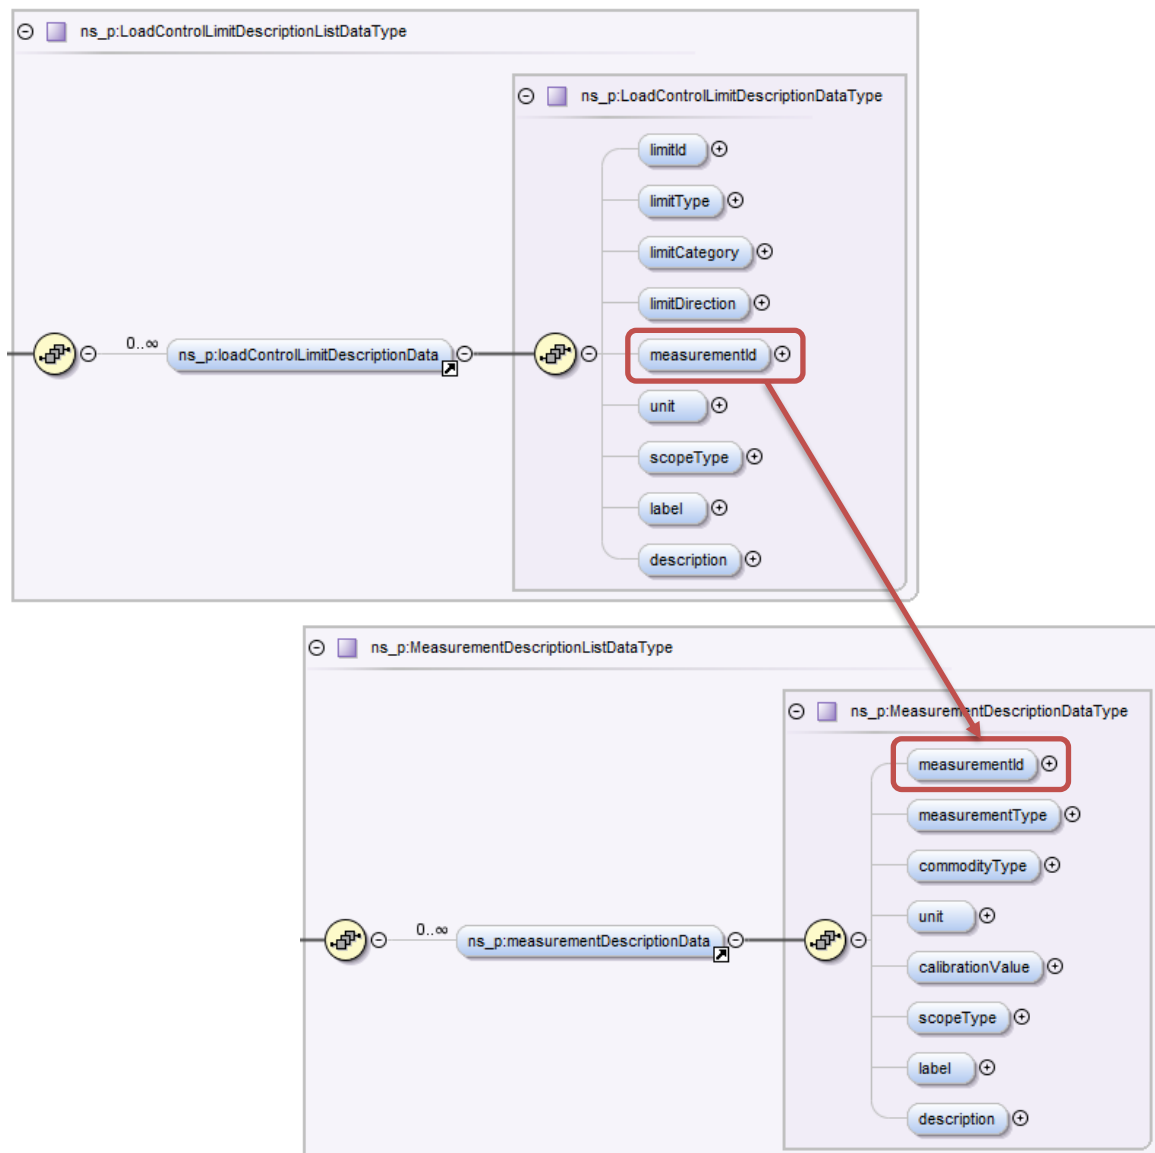 ns_p:LoadControlLimitDescriptionListDataType
ns_p:LoadControlLimitDescriptionDataType
limitId
limitType
limitCategory
limitDirection
0..∞
ns_p:loadControlLimitDescriptionData
measurementId
unit
scopeType
label
description
ns_p:MeasurementDescriptionListDataType
ns_p:MeasurementDescriptionDataType
measurementId
measurementType
commodityType
unit
0..∞
ns_p:measurementDescriptionData
calibrationValue
scopeType
label
description